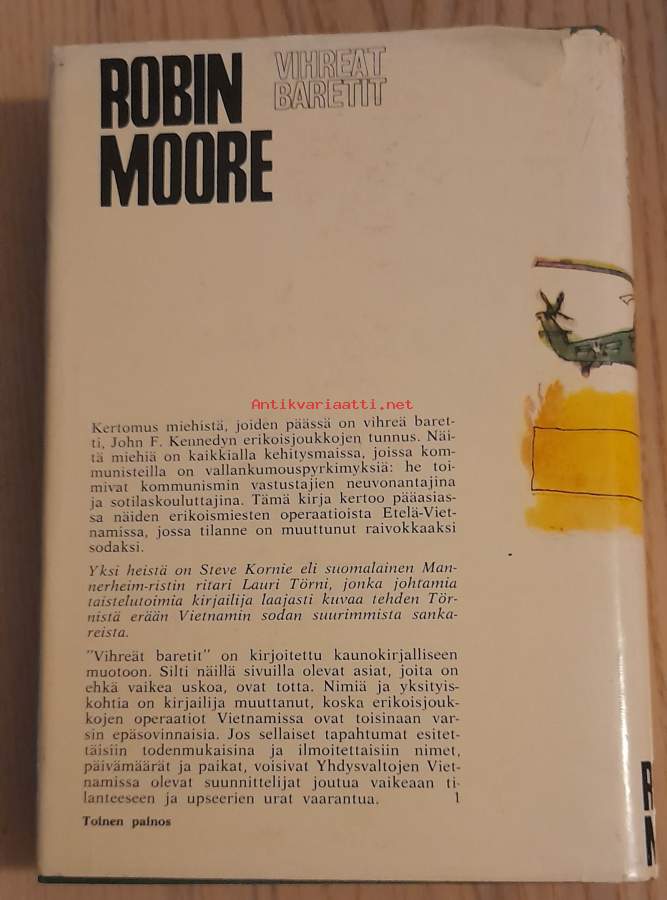 ROBIN
MOORE
VIHREÄT
BARETIT
Antikvariaatti.net
Kertomus miehistä, joiden päässä on vihreä baret-
ti, John F. Kennedyn erikoisjoukkojen tunnus. Näi-
tä miehiä on kaikkialla kehitysmaissa, joissa kom-
munisteilla on vallankumouspyrkimyksiä: he toi-
mivat kommunismin vastustajien neuvonantajina
ja sotilaskouluttajina. Tämä kirja kertoo pääasias-
sa näiden erikoismiesten operaatioista Etelä-Viet-
namissa, jossa tilanne on muuttunut raivokkaaksi
sodaksi.
Yksi heistä on Steve Kornie eli suomalainen Man-
nerheim-ristin ritari Lauri Törni, jonka johtamia
taistelutoimia kirjailija laajasti kuvaa tehden Tör-
nistä erään Vietnamin sodan suurimmista sanka-
reista.
"Vihreät baretit" on kirjoitettu kaunokirjalliseen
muotoon. Silti näillä sivuilla olevat asiat, joita on
ehkä vaikea uskoa, ovat totta. Nimiä ja yksityis-
kohtia on kirjailija muuttanut, koska erikoisjouk-
kojen operaatiot Vietnamissa ovat toisinaan var-
sin epäsovinnaisia. Jos sellaiset tapahtumat esitet-
täisiin todenmukaisina ja ilmoitettaisiin nimet,
päivämäärät ja paikat, voisivat Yhdysvaltojen Viet-
namissa olevat suunnittelijat joutua vaikeaan ti-
lanteeseen ja upseerien urat vaarantua. 1
Toinen painos